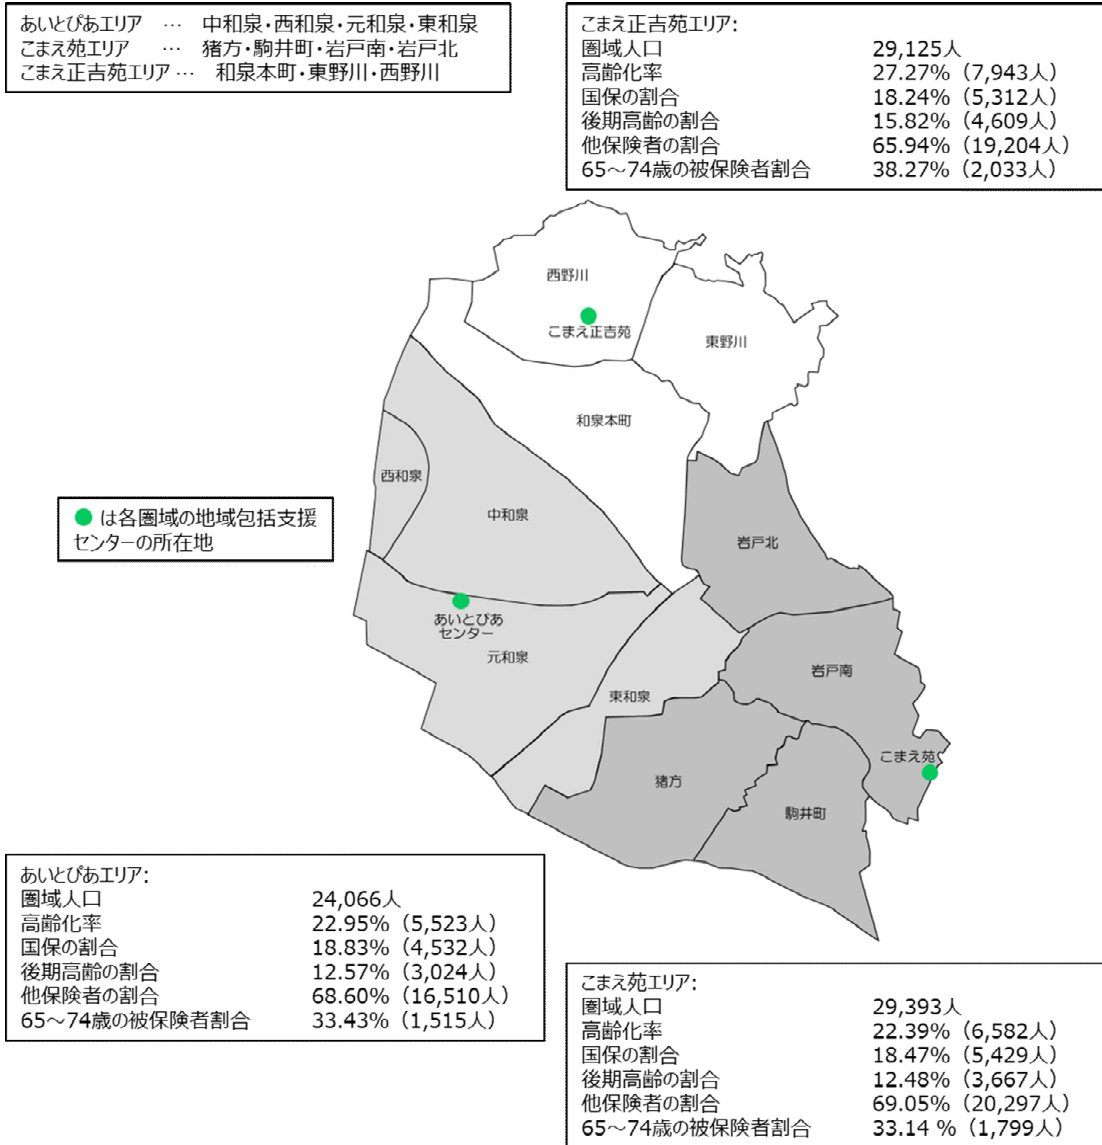 あいとぴあエリア … 中和泉・西和泉・元和泉・東和泉
こまえ苑エリア … 猪方・駒井町・岩戸南・岩戸北
こまえ正吉苑エリア … 和泉本町・東野川・西野川
こまえ正吉苑エリア:
圏域人口 29,125人
高齢化率 27.27% (7,943人)
国保の割合 18.24% (5,312人)
後期高齢の割合 15.82% (4,609人)
他保険者の割合 65.94% (19,204人)
65～74歳の被保険者割合 38.27% (2,033人)
西野川
こまえ正吉苑
東野川
和泉本町
西和泉
中和泉
●は各圏域の地域包括支援
センターの所在地
岩戸北
あいとぴあ
センター
元和泉
岩戸南
東和泉
こまえ苑
猪方
駒井町
あいとぴあエリア:
圏域人口 24,066人
高齢化率 22.95% (5,523人)
国保の割合 18.83% (4,532人)
後期高齢の割合 12.57% (3,024人)
他保険者の割合 68.60% (16,510人)
65～74歳の被保険者割合 33.43% (1,515人)
こまえ苑エリア:
圏域人口 29,393人
高齢化率 22.39% (6,582人)
国保の割合 18.47% (5,429人)
後期高齢の割合 12.48% (3,667人)
他保険者の割合 69.05% (20,297人)
65～74歳の被保険者割合 33.14 % (1,799人)